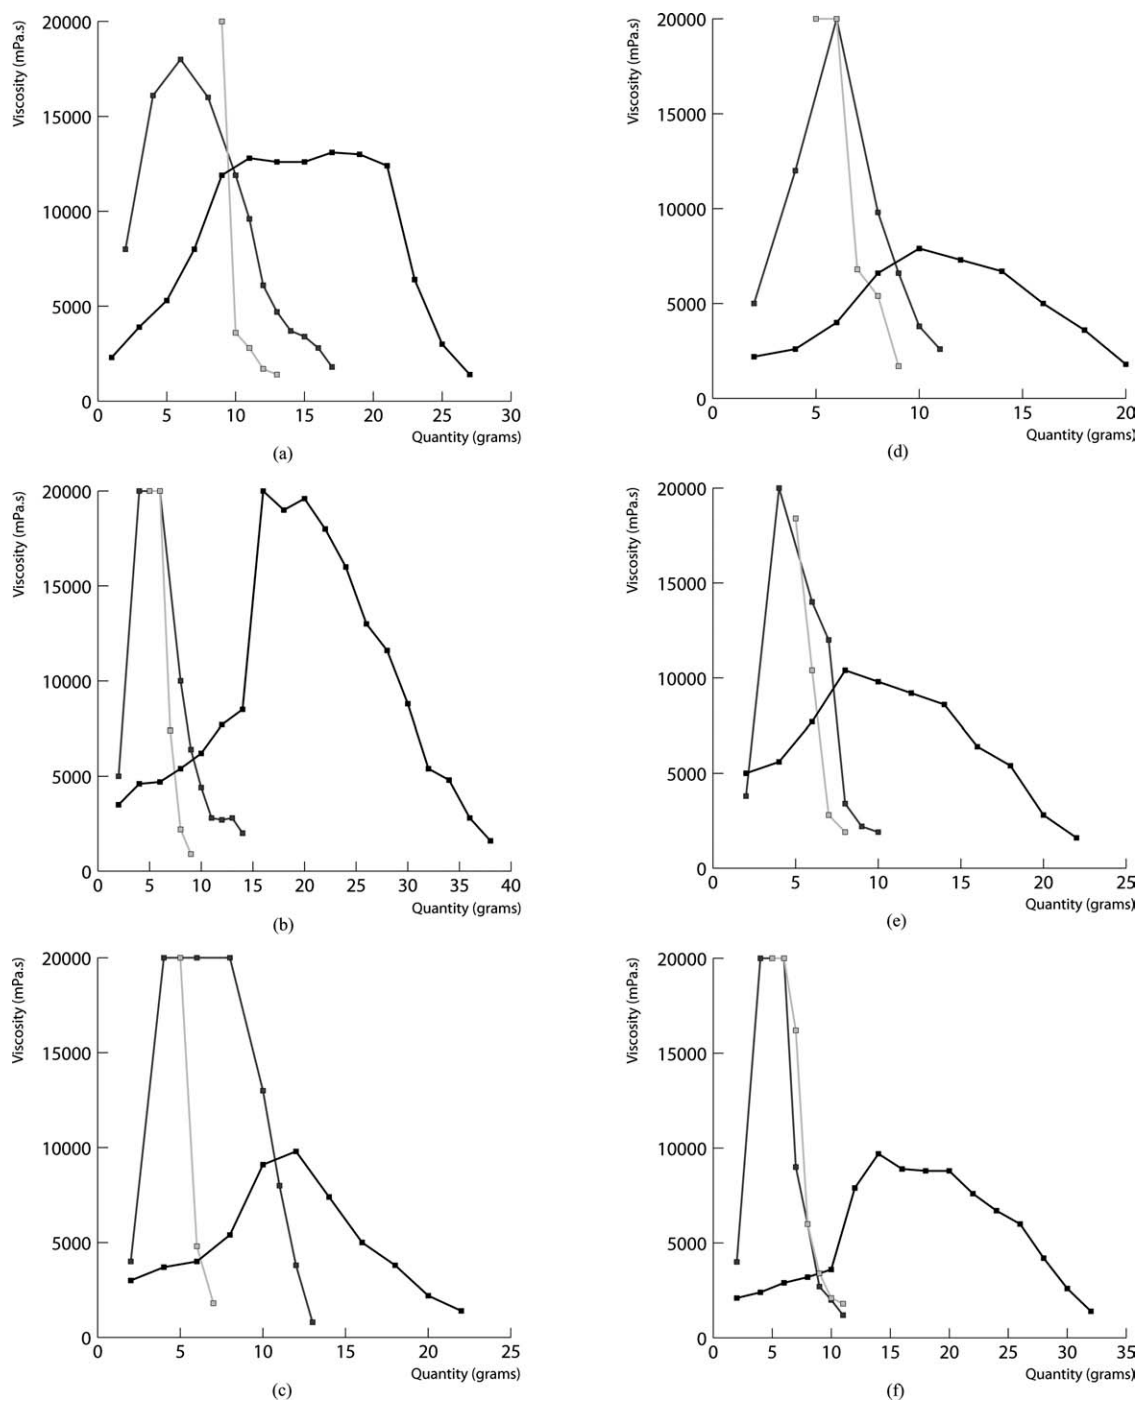 Viscosity (mPa.s)
20000
15000
10000
5000
0
0 5 10 15 20 25 30
Quantity (grams)
(a)
Viscosity (mPa.s)
20000
15000
10000
5000
0
0 5 10 15 20
Quantity (grams)
(d)
Viscosity (mPa.s)
20000
15000
10000
5000
0
0 5 10 15 20 25 30 35 40
Quantity (grams)
(b)
Viscosity (mPa.s)
20000
15000
10000
5000
0
0 5 10 15 20 25
Quantity (grams)
(e)
Viscosity (mPa.s)
20000
15000
10000
5000
0
0 5 10 15 20 25
Quantity (grams)
(c)
Viscosity (mPa.s)
20000
15000
10000
5000
0
0 5 10 15 20 25 30 35
Quantity (grams)
(f)